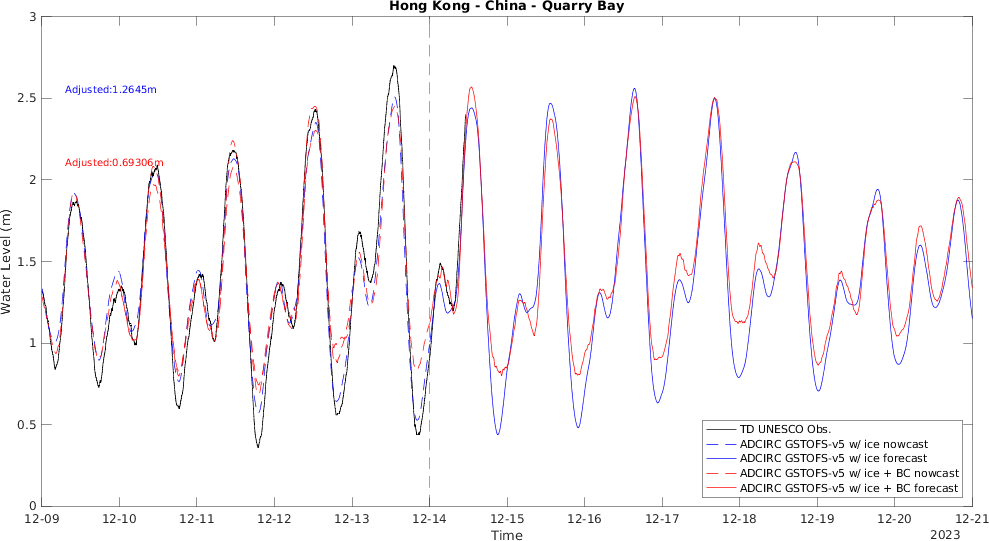 Hong Kong - China - Quarry Bay
3
2.5
2
1.5
1
0.5
0
Water Level (m)
Adjusted:1.2645m
Adjusted:0.69306m
TD UNESCO Obs.
ADCIRC GSTOFS-v5 w/ ice nowcast
ADCIRC GSTOFS-v5 w/ ice forecast
ADCIRC GSTOFS-v5 w/ ice + BC nowcast
ADCIRC GSTOFS-v5 w/ ice + BC forecast
12-09 12-10 12-11 12-12 12-13 12-14 12-15 12-16 12-17 12-18 12-19 12-20 12-21
Time
2023